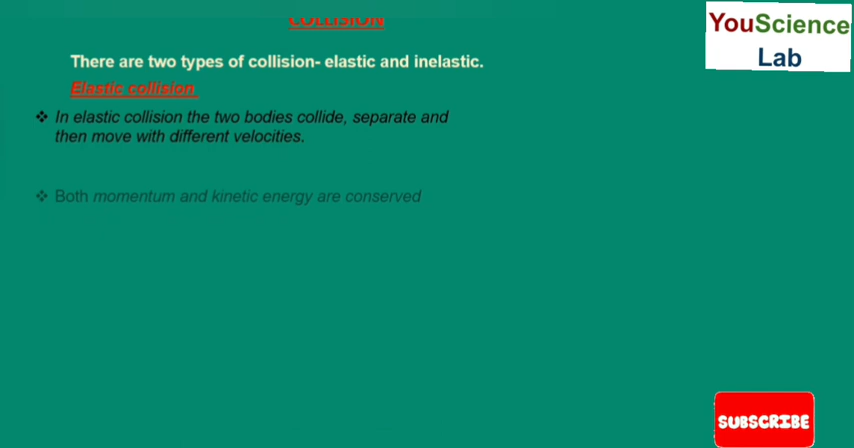 COLLISION
YouScience
Lab
There are two types of collision- elastic and inelastic.
Elastic collision
❖ In elastic collision the two bodies collide, separate and
then move with different velocities.
❖ Both momentum and kinetic energy are conserved
SUBSCRIBE